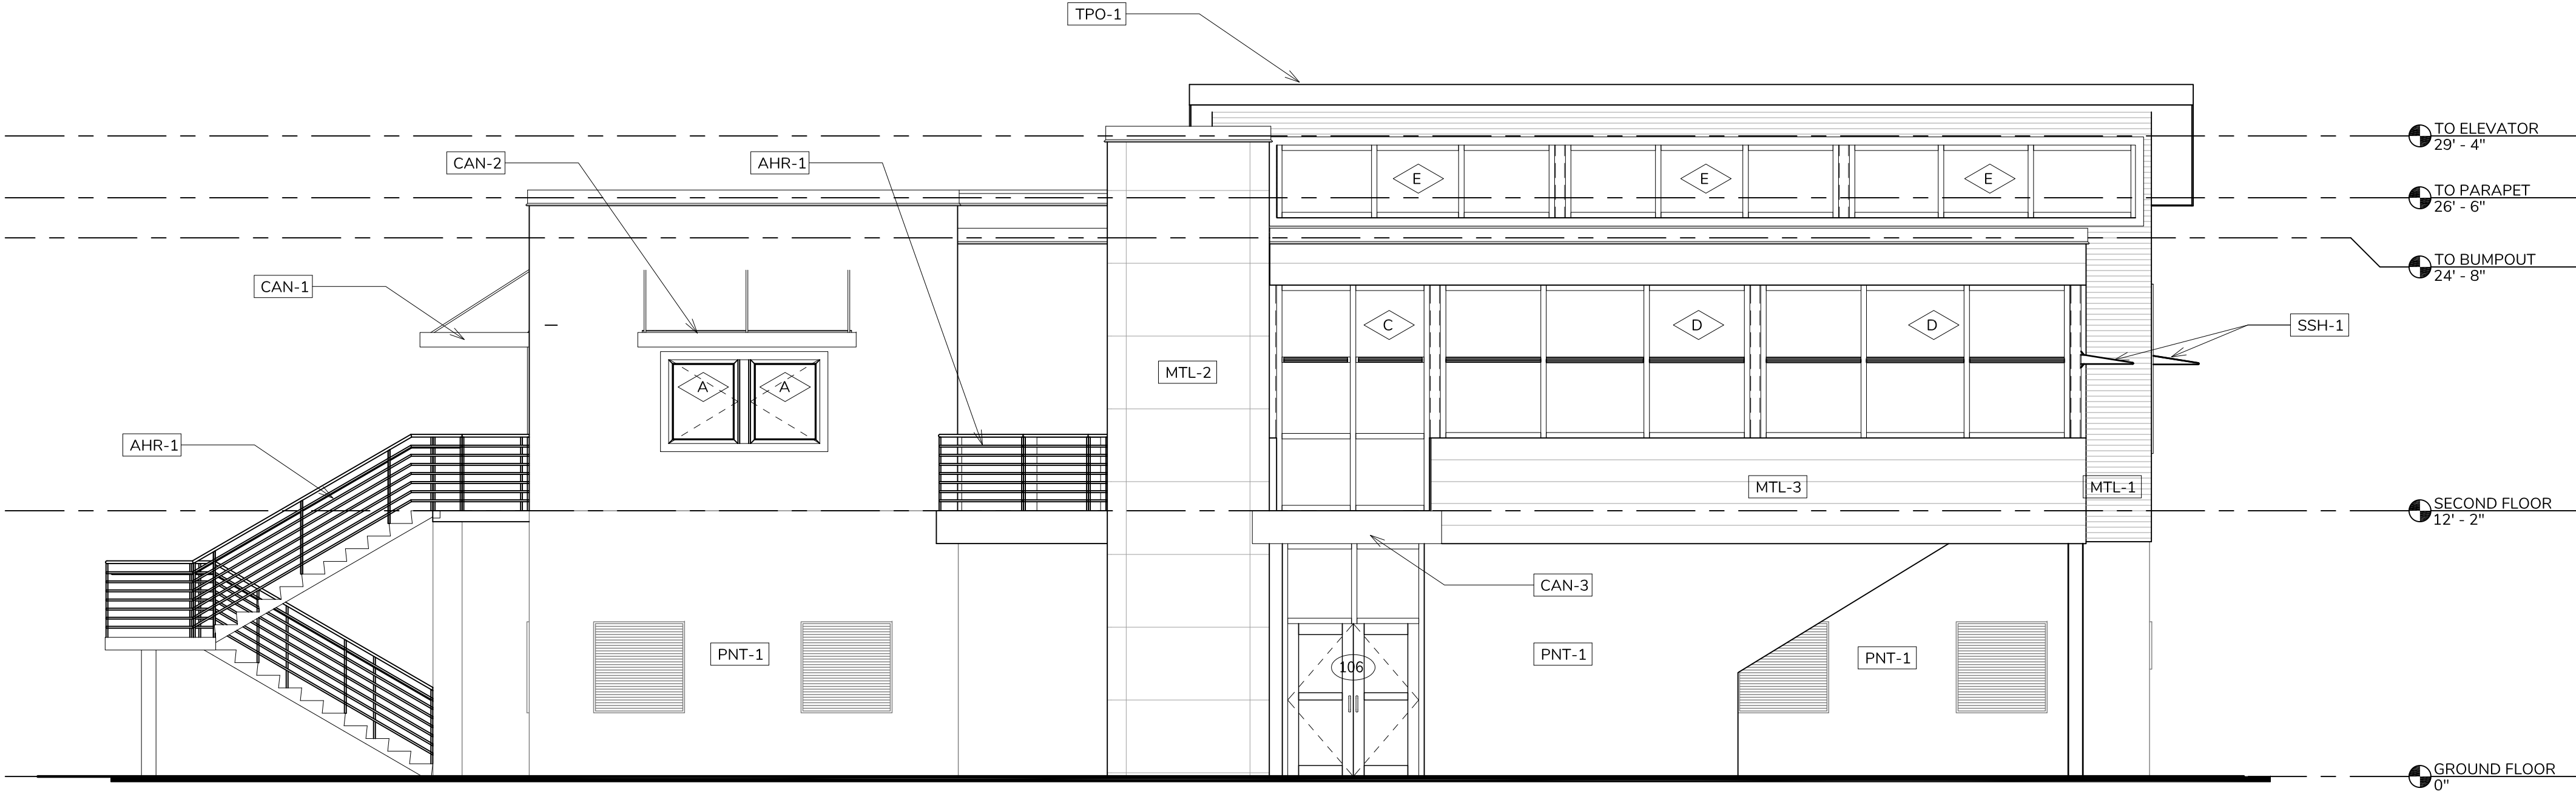 TPO-1
TO ELEVATOR
29' - 4"
CAN-2
AHR-1
E
E
E
TO PARAPET
26' - 6"
TO BUMPOUT
24' - 8"
CAN-1
C
D
D
SSH-1
MTL-2
A
A
AHR-1
MTL-3
MTL-1
SECOND FLOOR
12' - 2"
CAN-3
PNT-1
PNT-1
PNT-1
106
GROUND FLOOR
0"